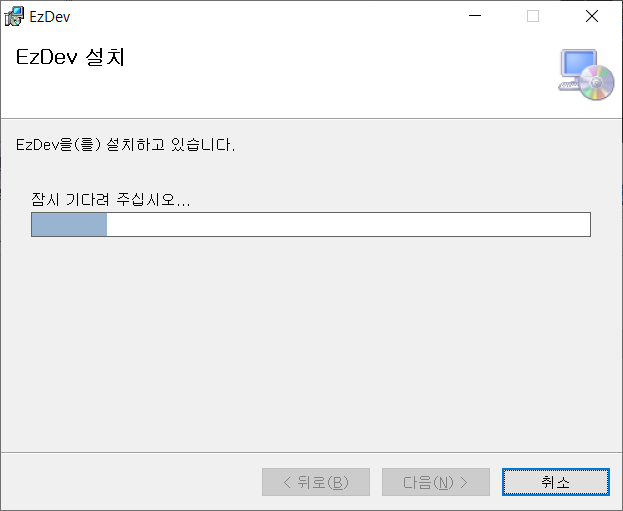 EzDev
EzDev 설치
EzDev을(를) 설치하고 있습니다.
잠시 기다려 주십시오...
< 뒤로(B)
다음(N) >
취소